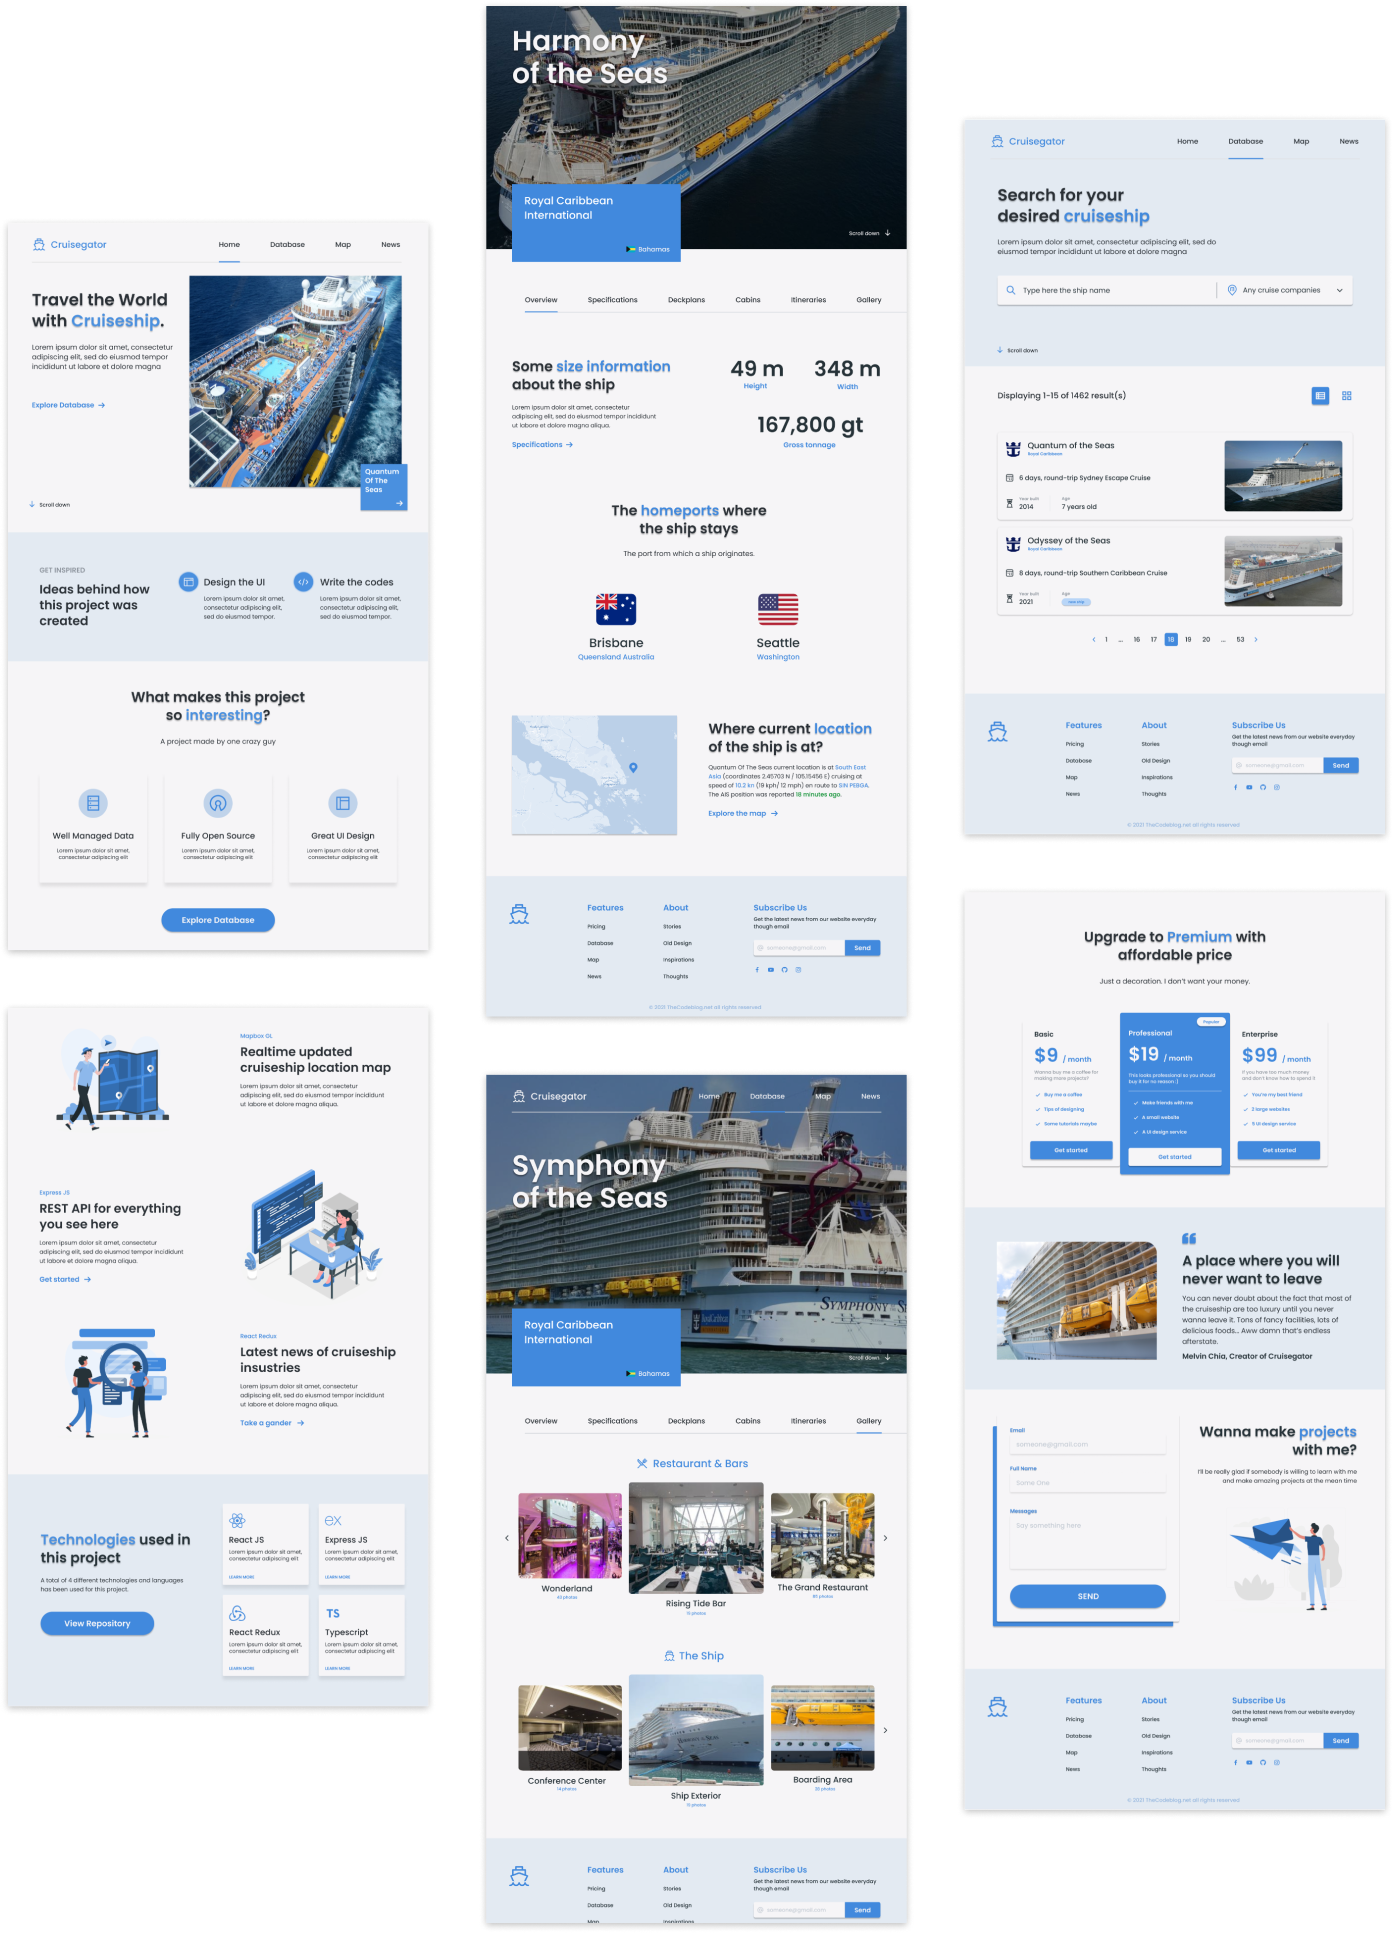 Cruisegator
Home
Database
Map
News
Travel the World
with Cruiseship.
Lorem ipsum dolor sit amet, consectetur
adipiscing elit, sed do eiusmod tempor
incididunt ut labore et dolore magna
Explore Database
Quantum
Of The
Seas
Scroll down
GET INSPIRED
Ideas behind how
this project was
created
Design the UI
Lorem ipsum dolor sit amet,
consectetur adipiscing elit,
sed do eiusmod tempor.
Write the codes
Lorem ipsum dolor sit amet,
consectetur adipiscing elit,
sed do eiusmod tempor.
What makes this project
so interesting?
A project made by one crazy guy
Well Managed Data
Lorem ipsum dolor sit amet,
consectetur adipiscing elit
Fully Open Source
Lorem ipsum dolor sit amet,
consectetur adipiscing elit
Great UI Design
Lorem ipsum dolor sit amet,
consectetur adipiscing elit
Explore Database
Mapbox GL
Realtime updated
cruiseship location map
Lorem ipsum dolor sit amet, consectetur
adipiscing elit, sed do eiusmod tempor incididunt
ut labore et dolore magna aliqua.
Express JS
REST API for everything
you see here
Lorem ipsum dolor sit amet, consectetur
adipiscing elit, sed do eiusmod tempor incididunt
ut labore et dolore magna aliqua.
Get started
React Redux
Latest news of cruiseship
insustries
Lorem ipsum dolor sit amet, consectetur
adipiscing elit, sed do eiusmod tempor incididunt
ut labore et dolore magna aliqua.
Take a gander
Technologies used in
this project
A total of 4 different technologies and languages
has been used for this project.
View Repository
React JS
Lorem ipsum dolor sit amet,
consectetur adipiscing elit
LEARN MORE
ex
Express JS
Lorem ipsum dolor sit amet,
consectetur adipiscing elit
LEARN MORE
React Redux
Lorem ipsum dolor sit amet,
consectetur adipiscing elit
LEARN MORE
TS
Typescript
Lorem ipsum dolor sit amet,
consectetur adipiscing elit
LEARN MORE
Harmony
of the Seas
Royal Caribbean
International
Bahamas
Scroll down
Overview
Specifications
Deckplans
Cabins
Itineraries
Gallery
Some size information
about the ship
Lorem ipsum dolor sit amet, consectetur
adipiscing elit, sed do eiusmod tempor incididunt
ut labore et dolore magna aliqua.
Specifications
49 m
Height
348 m
Width
167,800 gt
Gross tonnage
The homeports where
the ship stays
The port from which a ship originates.
Brisbane
Queensland Australia
Seattle
Washington
Where current location
of the ship is at?
Quantum Of The Seas current location is at South East
Asia (coordinates 2.45703 N / 105.15456 E) cruising at
speed of 10.2 kn (19 kph/ 12 mph) en route to SIN PEBGA.
The AIS position was reported 18 minutes ago.
Explore the map
Features
Pricing
Database
Map
News
About
Stories
Old Design
Inspirations
Thoughts
Subscribe Us
Get the latest news from our website everyday
though email
someone@gmail.com
Send
© 2021 TheCodeblog.net all rights reserved
Cruisegator
Home
Database
Map
News
Symphony
of the Seas
SYMPHONY
Royal Caribbean
International
Bahamas
Scroll down
Overview
Specifications
Deckplans
Cabins
Itineraries
Gallery
Restaurant & Bars
Wonderland
Rising Tide Bar
15 photos
The Grand Restaurant
The Ship
Conference Center
14 photos
Ship Exterior
15 photos
Boarding Area
Features
Pricing
Database
Map
About
Stories
Old Design
Inspirations
Subscribe Us
Get the latest news from our website everyday
though email
someone@gmail.com
Send
Cruisegator
Home
Database
Map
News
Search for your
desired cruiseship
Lorem ipsum dolor sit amet, consectetur adipiscing elit, sed do
eiusmod tempor incididunt ut labore et dolore magna
Type here the ship name
Any cruise companies
Scroll down
Displaying 1-15 of 1462 result(s)
Quantum of the Seas
Royal Caribbean
6 days, round-trip Sydney Escape Cruise
Year built
2014
Age
7 years old
Odyssey of the Seas
Royal Caribbean
8 days, round-trip Southern Caribbean Cruise
Year built
2021
Age
1 ... 16 17 18 19 20 ... 53
Features
Pricing
Database
Map
News
About
Stories
Old Design
Inspirations
Thoughts
Subscribe Us
Get the latest news from our website everyday
though email
someone@gmail.com
Send
© 2021 TheCodeblog.net all rights reserved
Upgrade to Premium with
affordable price
Just a decoration. I don't want your money.
Basic
$9 / month
Wanna buy me a coffee for
making more projects?
Buy me a coffee
Tips of designing
Some tutorials maybe
Get started
Popular
Professional
$19 / month
This looks professional so you should
buy it for no reason :)
Make friends with me
A small website
A UI design service
Get started
Enterprise
$99 / month
If you have too much money
and don't know how to spend it
You're my best friend
2 large websites
5 UI design service
Get started
A place where you will
never want to leave
You can never doubt about the fact that most of
the cruiseship are too luxury until you never
wanna leave it. Tons of fancy facilities, lots of
delicious foods... Aww damn that's endless
afterstate.
Melvin Chia, Creator of Cruisegator
Email
someone@gmail.com
Full Name
Some One
Messages
Say something here
SEND
Wanna make projects
with me?
I'll be really glad if somebody is willing to learn with me
and make amazing projects at the mean time
Features
Pricing
Database
Map
News
About
Stories
Old Design
Inspirations
Thoughts
Subscribe Us
Get the latest news from our website everyday
though email
someone@gmail.com
Send
© 2021 TheCodeblog.net all rights reserved